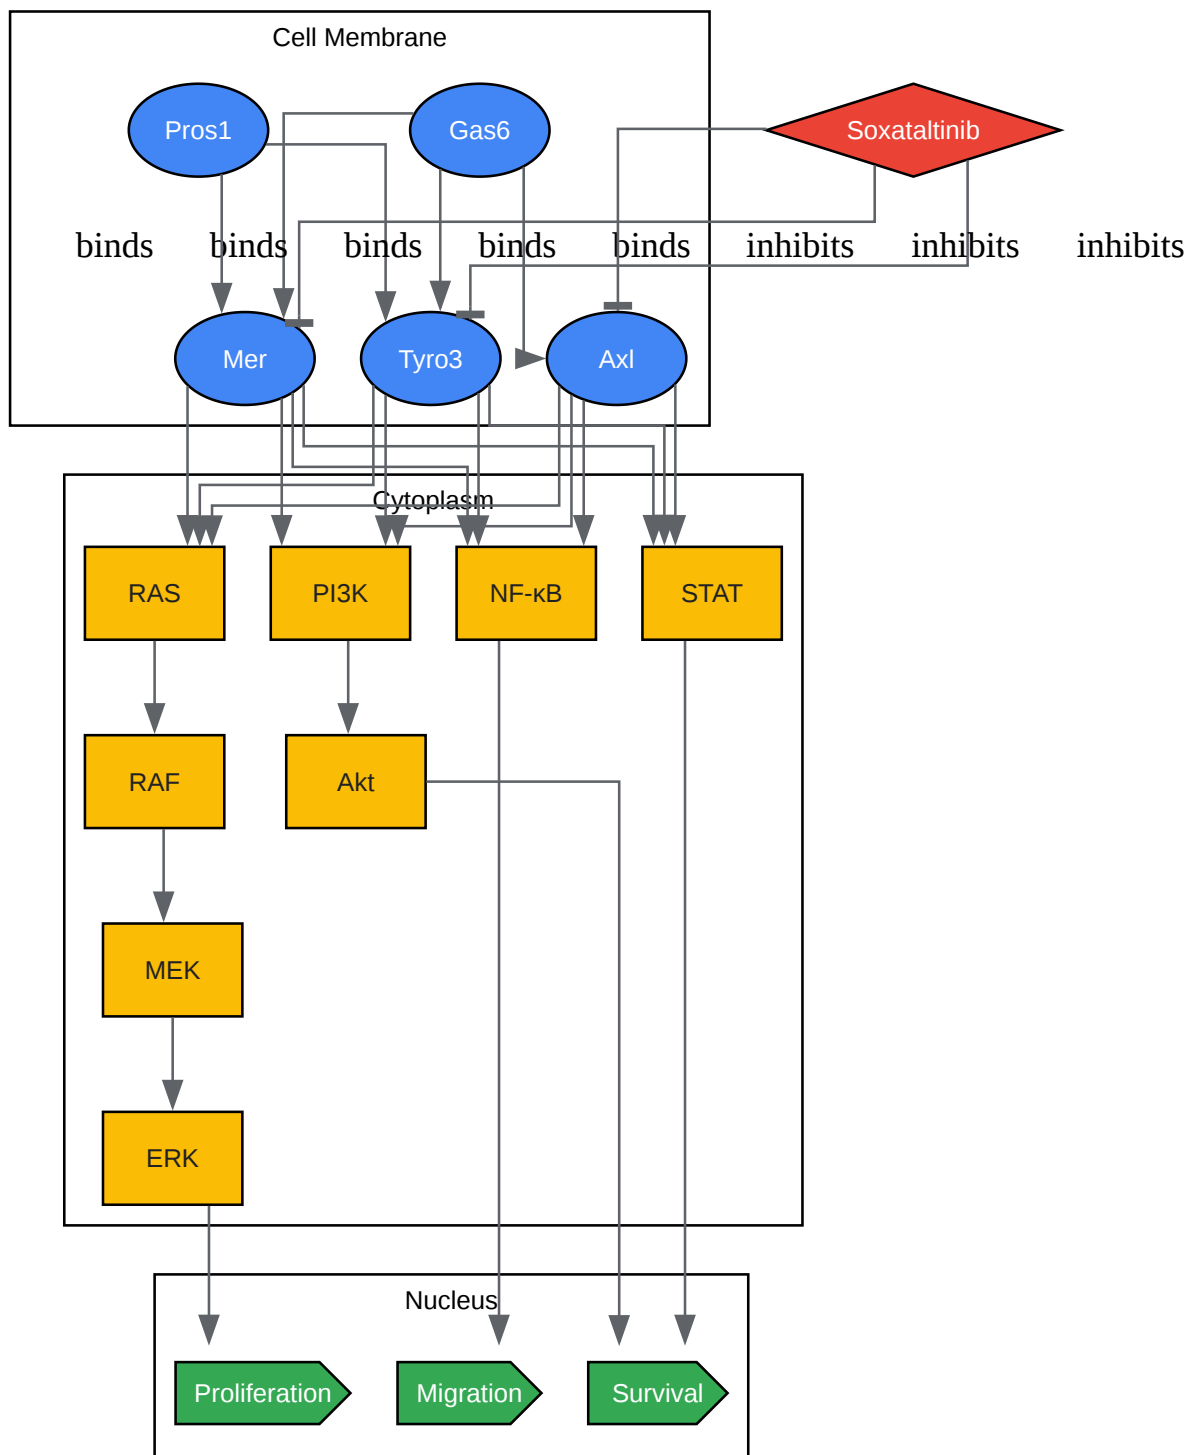 Cell Membrane
Pros1
Gas6
Soxataltinib
binds binds binds binds binds inhibits inhibits inhibits
Mer
Tyro3
Axl
Cytoplasm
RAS
PI3K
NF-κB
STAT
RAF
Akt
MEK
ERK
Nucleus
Proliferation
Migration
Survival